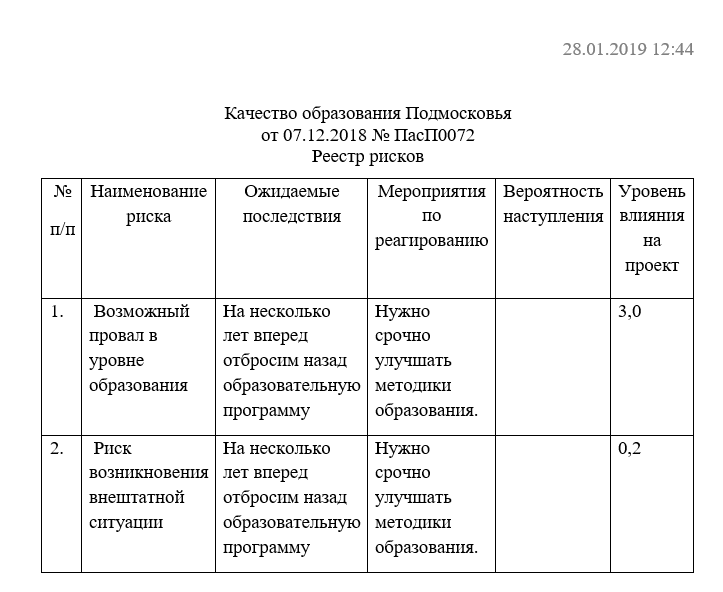 28.01.2019 12:44
Качество образования Подмосковья
от 07.12.2018 № ПасП0072
Реестр рисков
№ п/п
Наименование
риска
Ожидаемые
последствия
Мероприятия
по
реагированию
Вероятность
наступления
Уровень
влияния
на
проект
1.
Возможный
провал в
уровне
образования
На несколько
лет вперед
отбросим назад
образовательную
программу
Нужно
срочно
улучшать
методики
образования.
3,0
2.
Риск
возникновения
внештатной
ситуации
На несколько
лет вперед
отбросим назад
образовательную
программу
Нужно
срочно
улучшать
методики
образования.
0,2